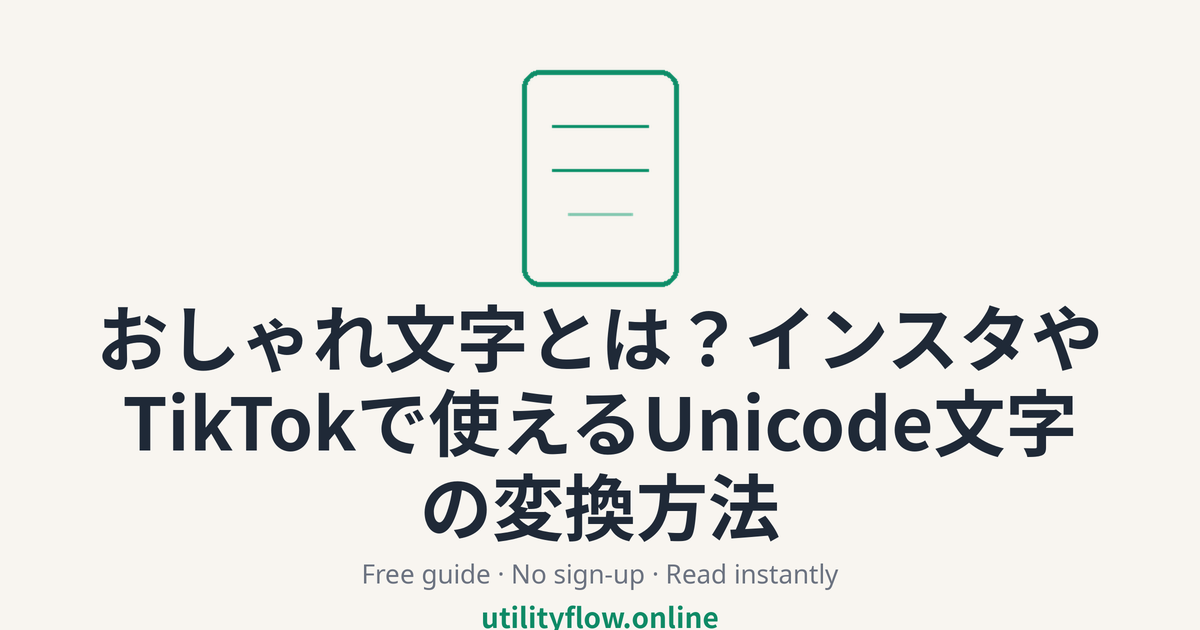 おしゃれ文字とは？インスタや
TikTokで使えるUnicode文字
の変換方法
Free guide · No sign-up · Read instantly
utilityflow.online